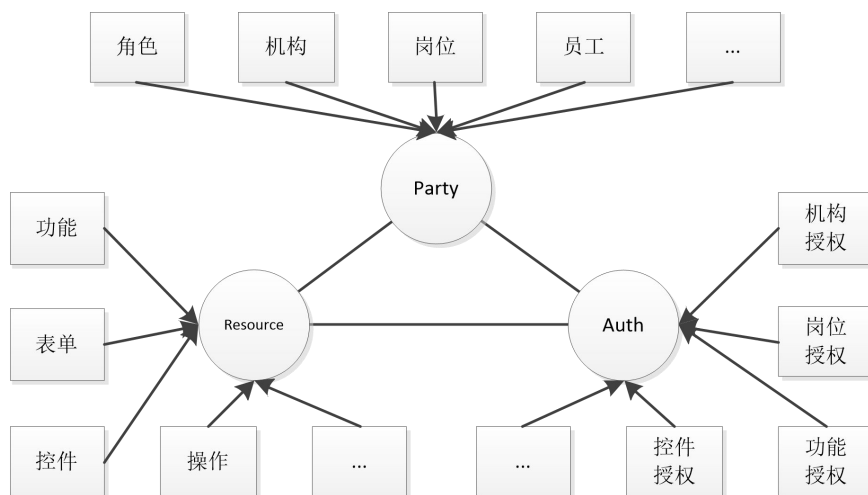 角色
机构
岗位
员工
...
Party
功能
机构
授权
Resource
Auth
表单
岗位
授权
控件
操作
...
...
控件
授权
功能
授权